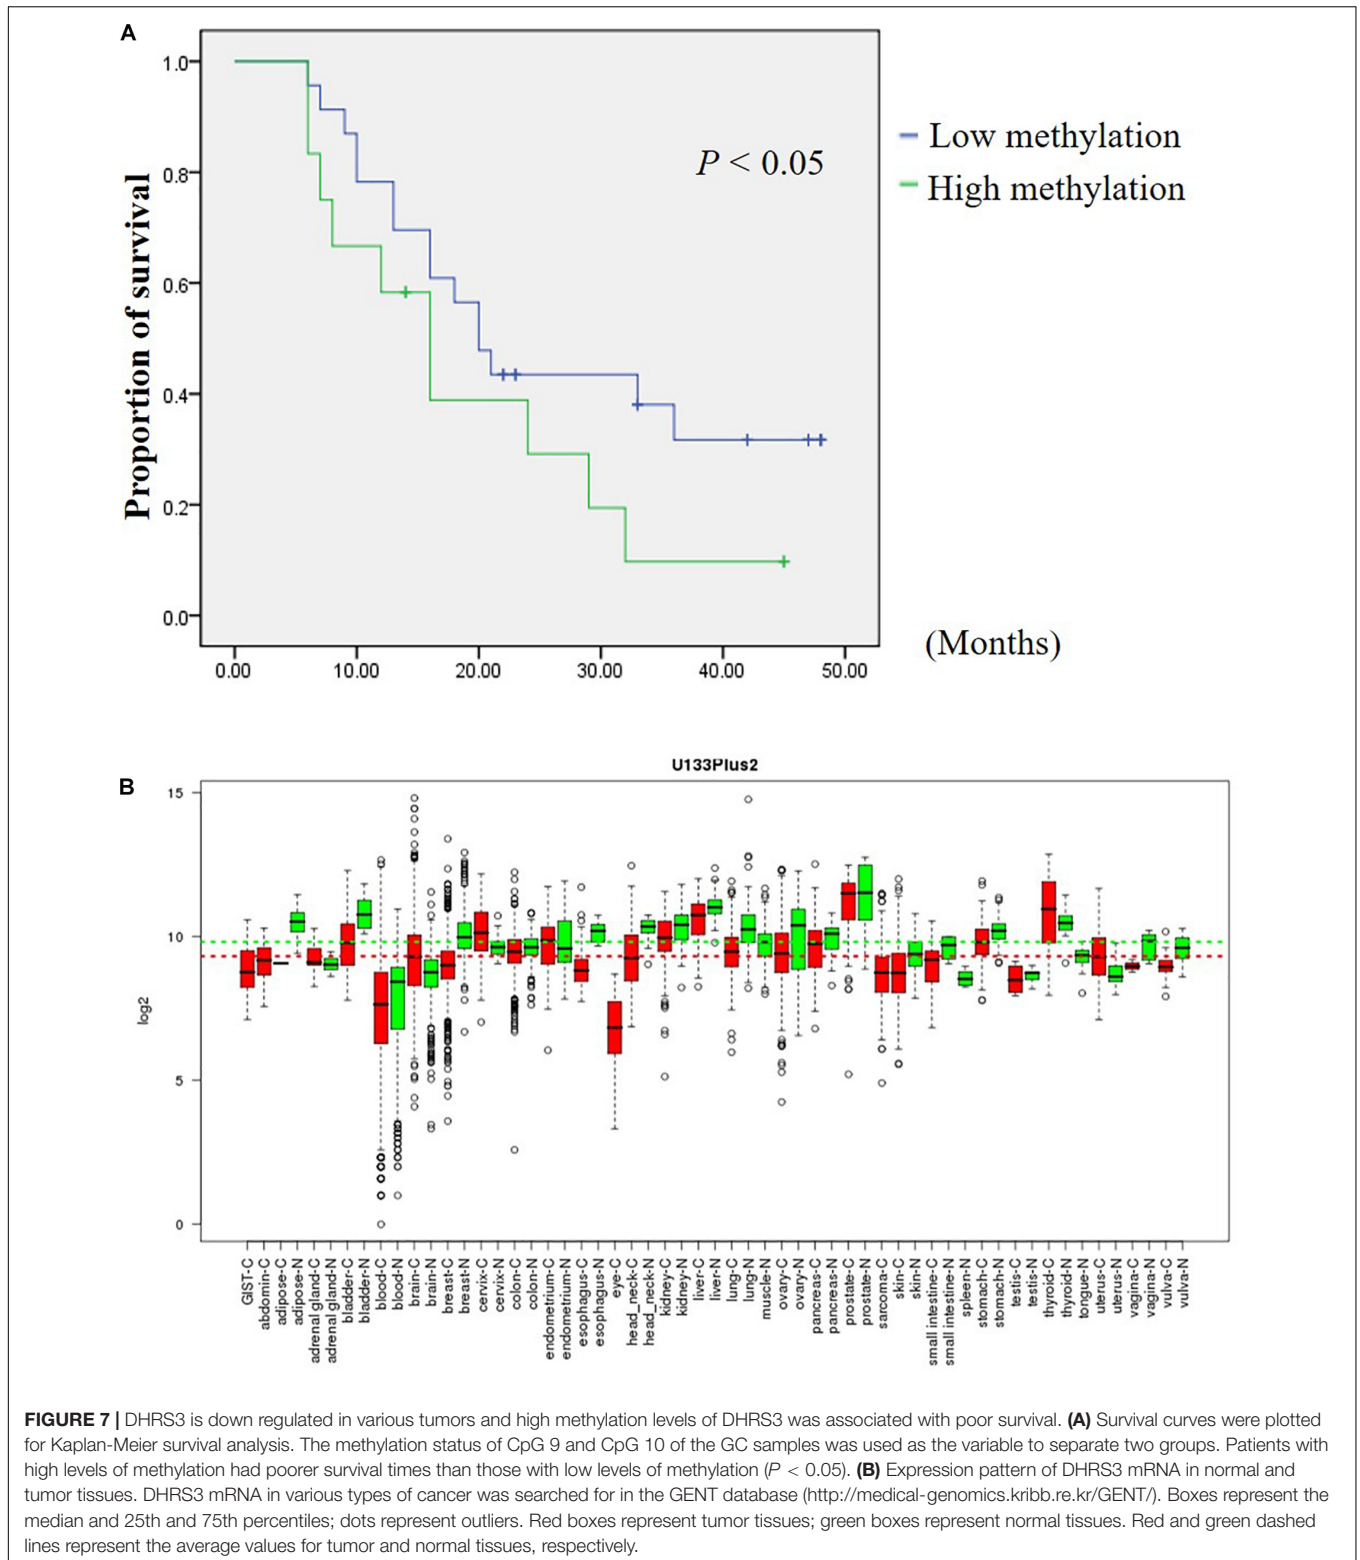 A
1.0
0.8
0.6
0.4
0.2
0.0
Proportion of survival
P < 0.05
Low methylation
High methylation
0.00 10.00 20.00 30.00 40.00 50.00
(Months)
B
U133Plus2
15
10
5
0
log2
GIST-C
abdomin-C
adipose-C
adipose-N
adrenal gland-C
adrenal gland-N
bladder-C
bladder-N
blood-C
blood-N
brain-C
brain-N
breast-C
breast-N
cervix-C
cervix-N
colon-C
colon-N
endometrium-C
endometrium-N
esophagus-C
esophagus-N
eye-C
head_neck-C
head_neck-N
kidney-C
kidney-N
liver-C
liver-N
lung-C
lung-N
muscle-N
ovary-C
ovary-N
pancreas-C
pancreas-N
prostate-C
prostate-N
sarcoma-C
skin-C
skin-N
small intestine-C
small intestine-N
spleen-N
stomach-C
stomach-N
testis-C
testis-N
thyroid-C
thyroid-N
tongue-N
uterus-C
uterus-N
vagina-C
vagina-N
vulva-C
vulva-N
FIGURE 7 | DHRS3 is down regulated in various tumors and high methylation levels of DHRS3 was associated with poor survival. (A) Survival curves were plotted
for Kaplan-Meier survival analysis. The methylation status of CpG 9 and CpG 10 of the GC samples was used as the variable to separate two groups. Patients with
high levels of methylation had poorer survival times than those with low levels of methylation (P < 0.05). (B) Expression pattern of DHRS3 mRNA in normal and
tumor tissues. DHRS3 mRNA in various types of cancer was searched for in the GENT database (http://medical-genomics.kribb.re.kr/GENT/). Boxes represent the
median and 25th and 75th percentiles; dots represent outliers. Red boxes represent tumor tissues; green boxes represent normal tissues. Red and green dashed
lines represent the average values for tumor and normal tissues, respectively.